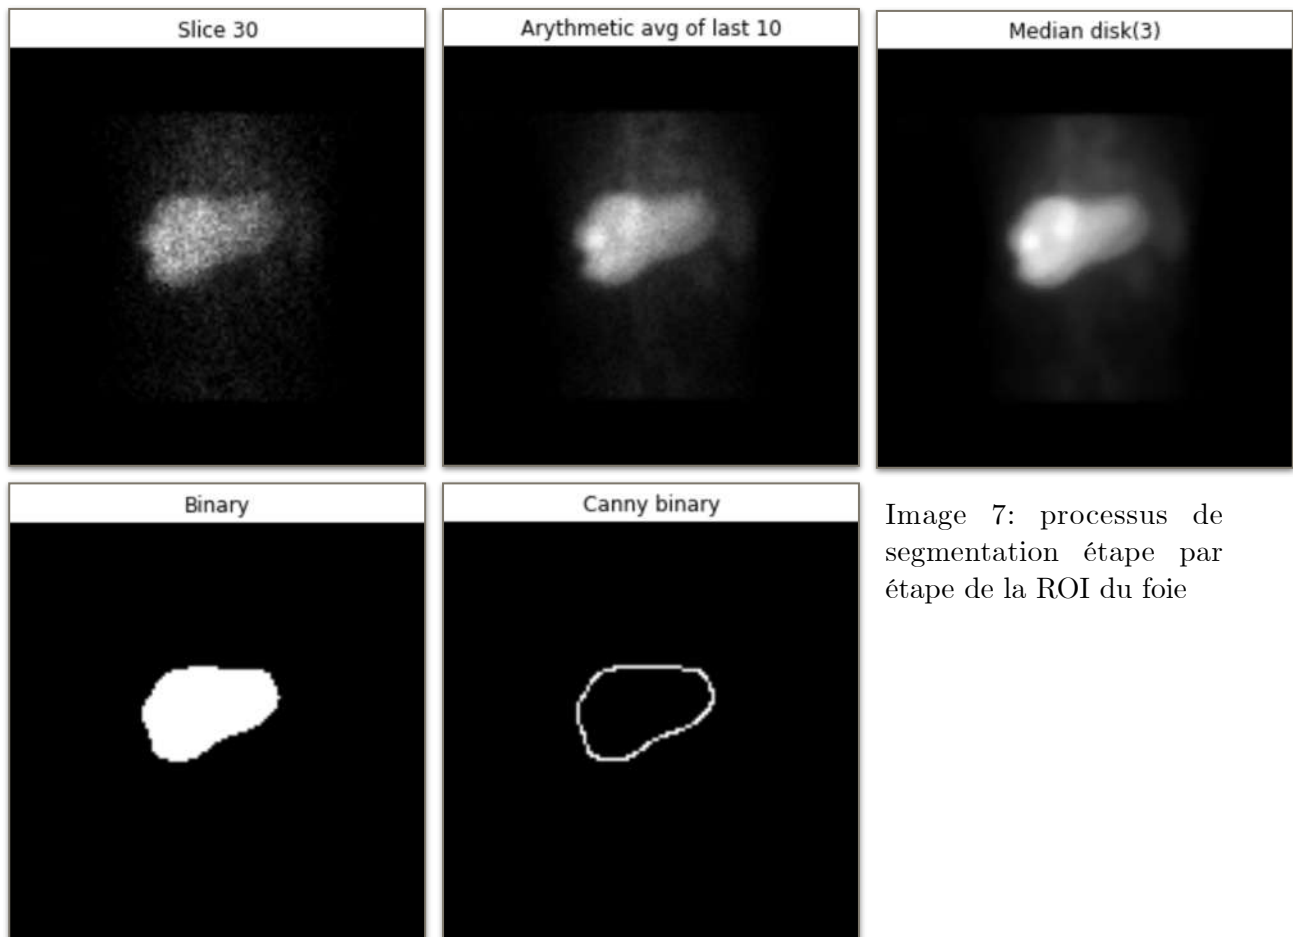 Slice 30
Arythmetic avg of last 10
Median disk(3)
Binary
Canny binary
Image 7: processus de
segmentation étape par
étape de la ROI du foie